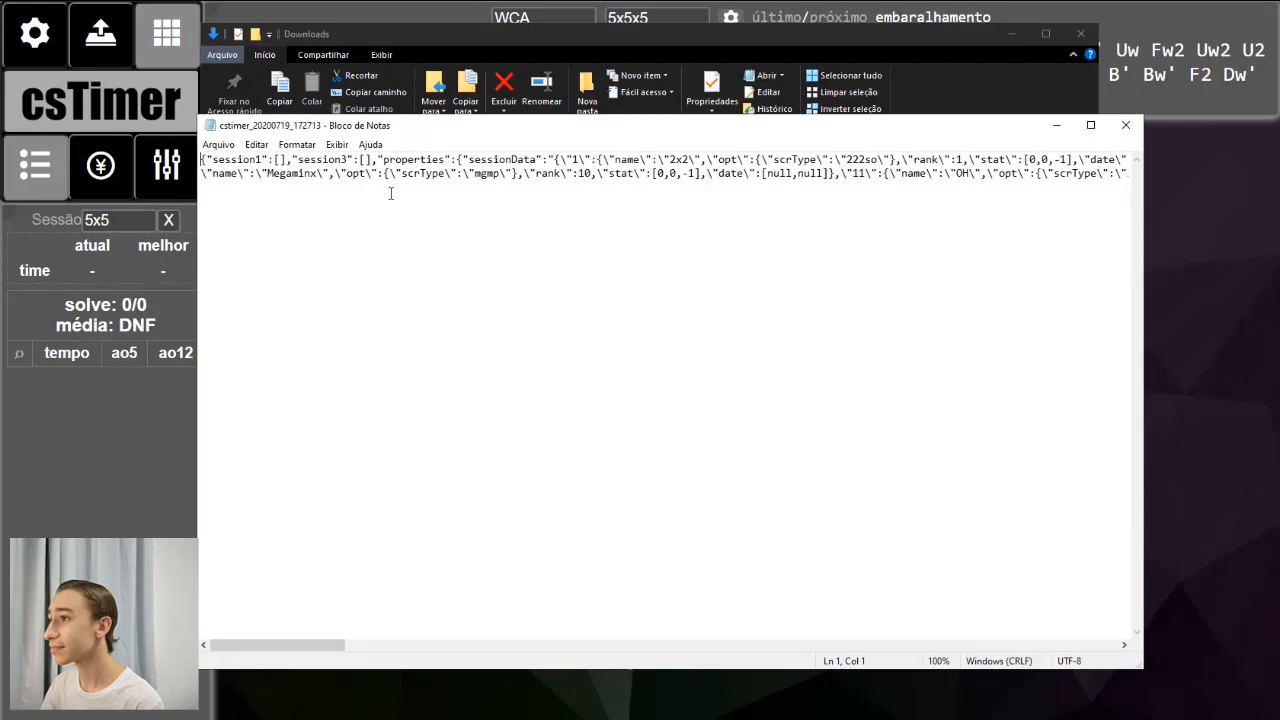 WCA 5x5x5 último/próximo embaralhamento
Uw Fw2 Uw2 U2
B' Bw' F2 Dw'
csTimer
Downloads
Arquivo Início Compartilhar Exibir
Fixar no
Acesso rápido
Copiar
Colar
Recortar
Copiar caminho
Colar atalho
Mover
para
Copiar
para
Excluir
Renomear
Nova
pasta
Novo item
Fácil acesso
Propriedades
Abrir
Editar
Histórico
Selecionar tudo
Limpar seleção
Inverter seleção
cstimer_20200719_172713 - Bloco de Notas
Arquivo Editar Formatar Exibir Ajuda
{"session1":[],"session3":[],"properties":{"sessionData":"{\"1\":{\"name\":\"2x2\",\"opt\":{\"scrType\":\"222so\"},\"rank\":1,\"stat\":[0,0,-1],\"date\"
\"name\":\"Megaminx\",\"opt\":{\"scrType\":\"mgmp\"},\"rank\":10,\"stat\":[0,0,-1],\"date\":[null,null]},\"11\":{\"name\":\"OH\",\"opt\":{\"scrType\":\"
Sessão 5x5 X
atual melhor
time - -
solve: 0/0
média: DNF
tempo ao5 ao12
Ln 1, Col 1 100% Windows (CRLF) UTF-8